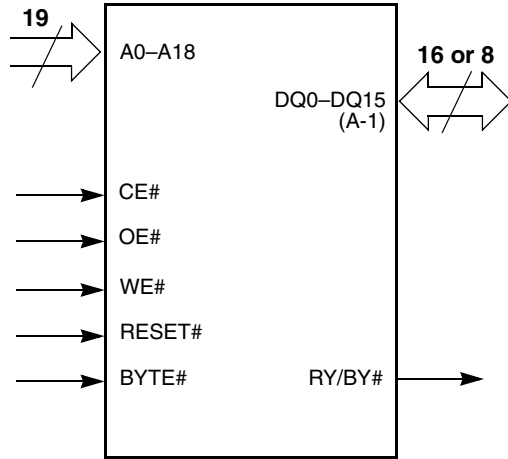 19
A0–A18
16 or 8
DQ0–DQ15
(A-1)
CE#
OE#
WE#
RESET#
BYTE#
RY/BY#